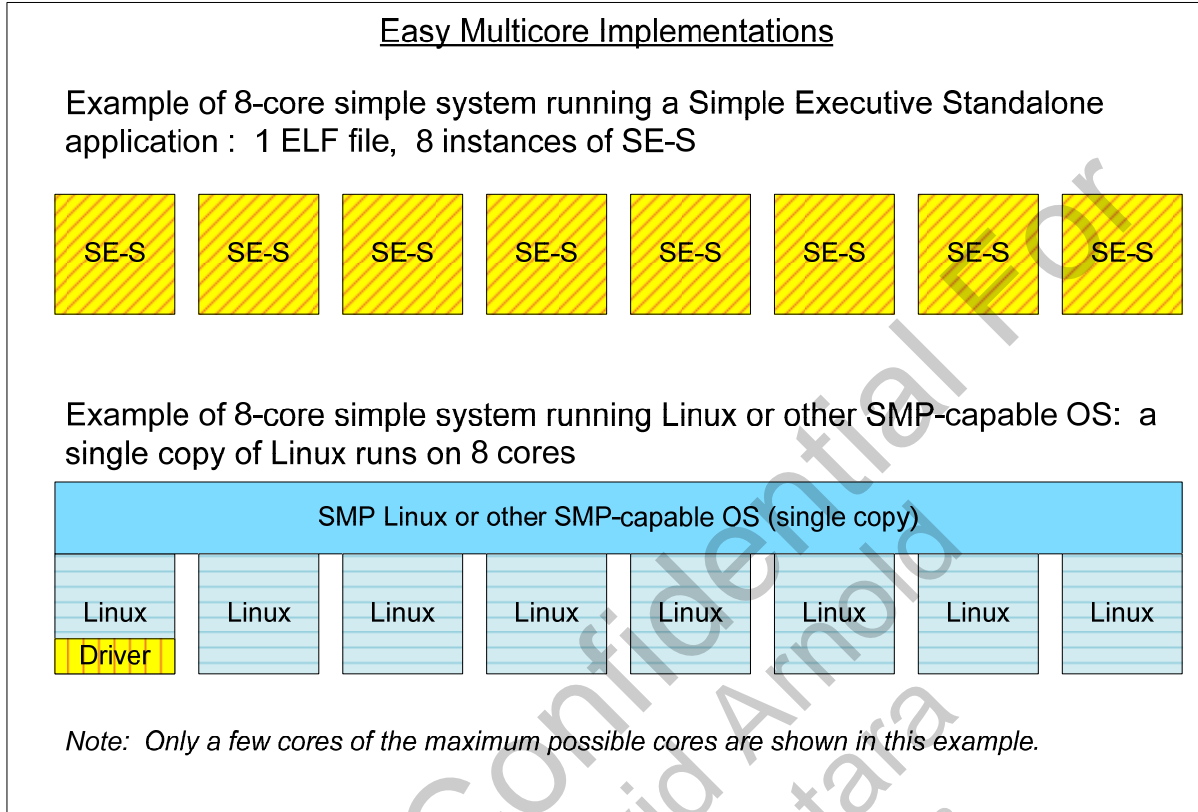 Easy Multicore Implementations
Example of 8-core simple system running a Simple Executive Standalone
application : 1 ELF file, 8 instances of SE-S
SE-S SE-S SE-S SE-S SE-S SE-S SE-S SE-S
Example of 8-core simple system running Linux or other SMP-capable OS: a
single copy of Linux runs on 8 cores
SMP Linux or other SMP-capable OS (single copy)
Linux Linux Linux Linux Linux Linux Linux Linux
Driver
Note: Only a few cores of the maximum possible cores are shown in this example.
Confidential For
Arnold